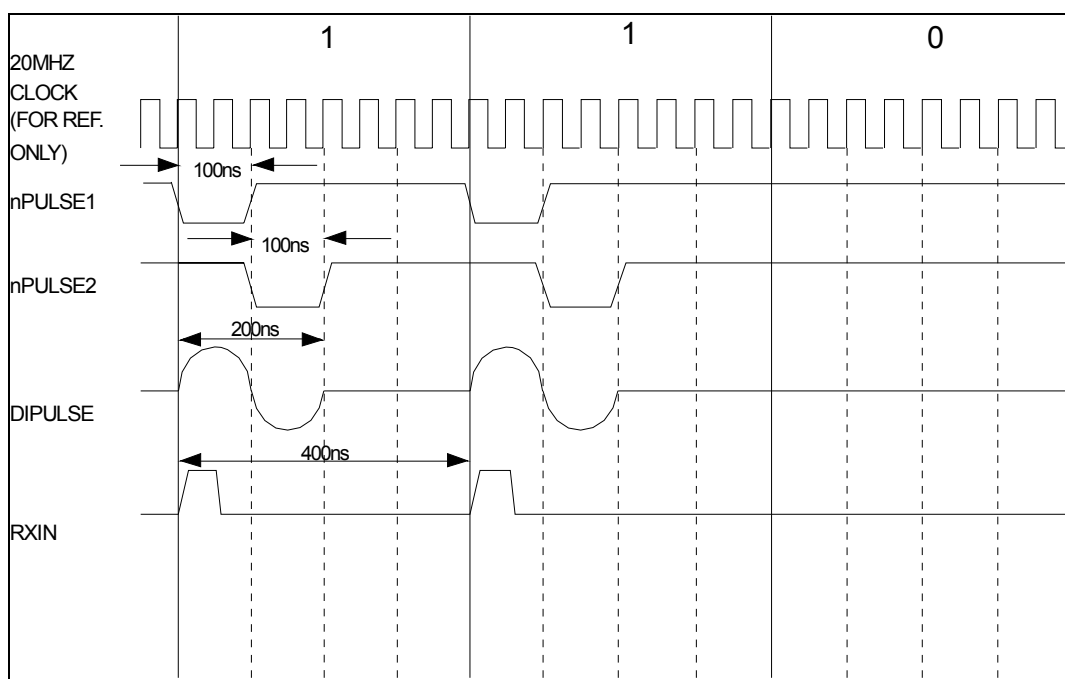 1 1 0
20MHZ
CLOCK
(FOR REF.
ONLY)
100ns
nPULSE1
100ns
nPULSE2
200ns
DIPULSE
400ns
RXIN